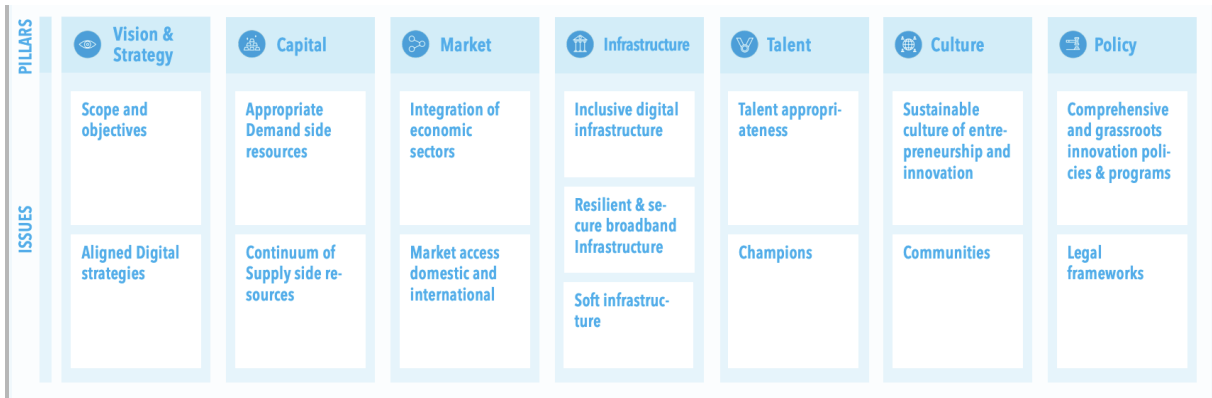 PILLARS
Vision &
Strategy
Capital
Market
Infrastructure
Talent
Culture
Policy
ISSUES
Scope and
objectives
Aligned Digital
strategies
Appropriate
Demand side
resources
Continuum of
Supply side re-
sources
Integration of
economic
sectors
Market access
domestic and
international
Inclusive digital
infrastructure
Resilient & se-
cure broadband
Infrastructure
Soft infrastruc-
ture
Talent appropri-
ateness
Champions
Sustainable
culture of entre-
preneurship and
innovation
Communities
Comprehensive
and grassroots
innovation poli-
cies & programs
Legal
frameworks